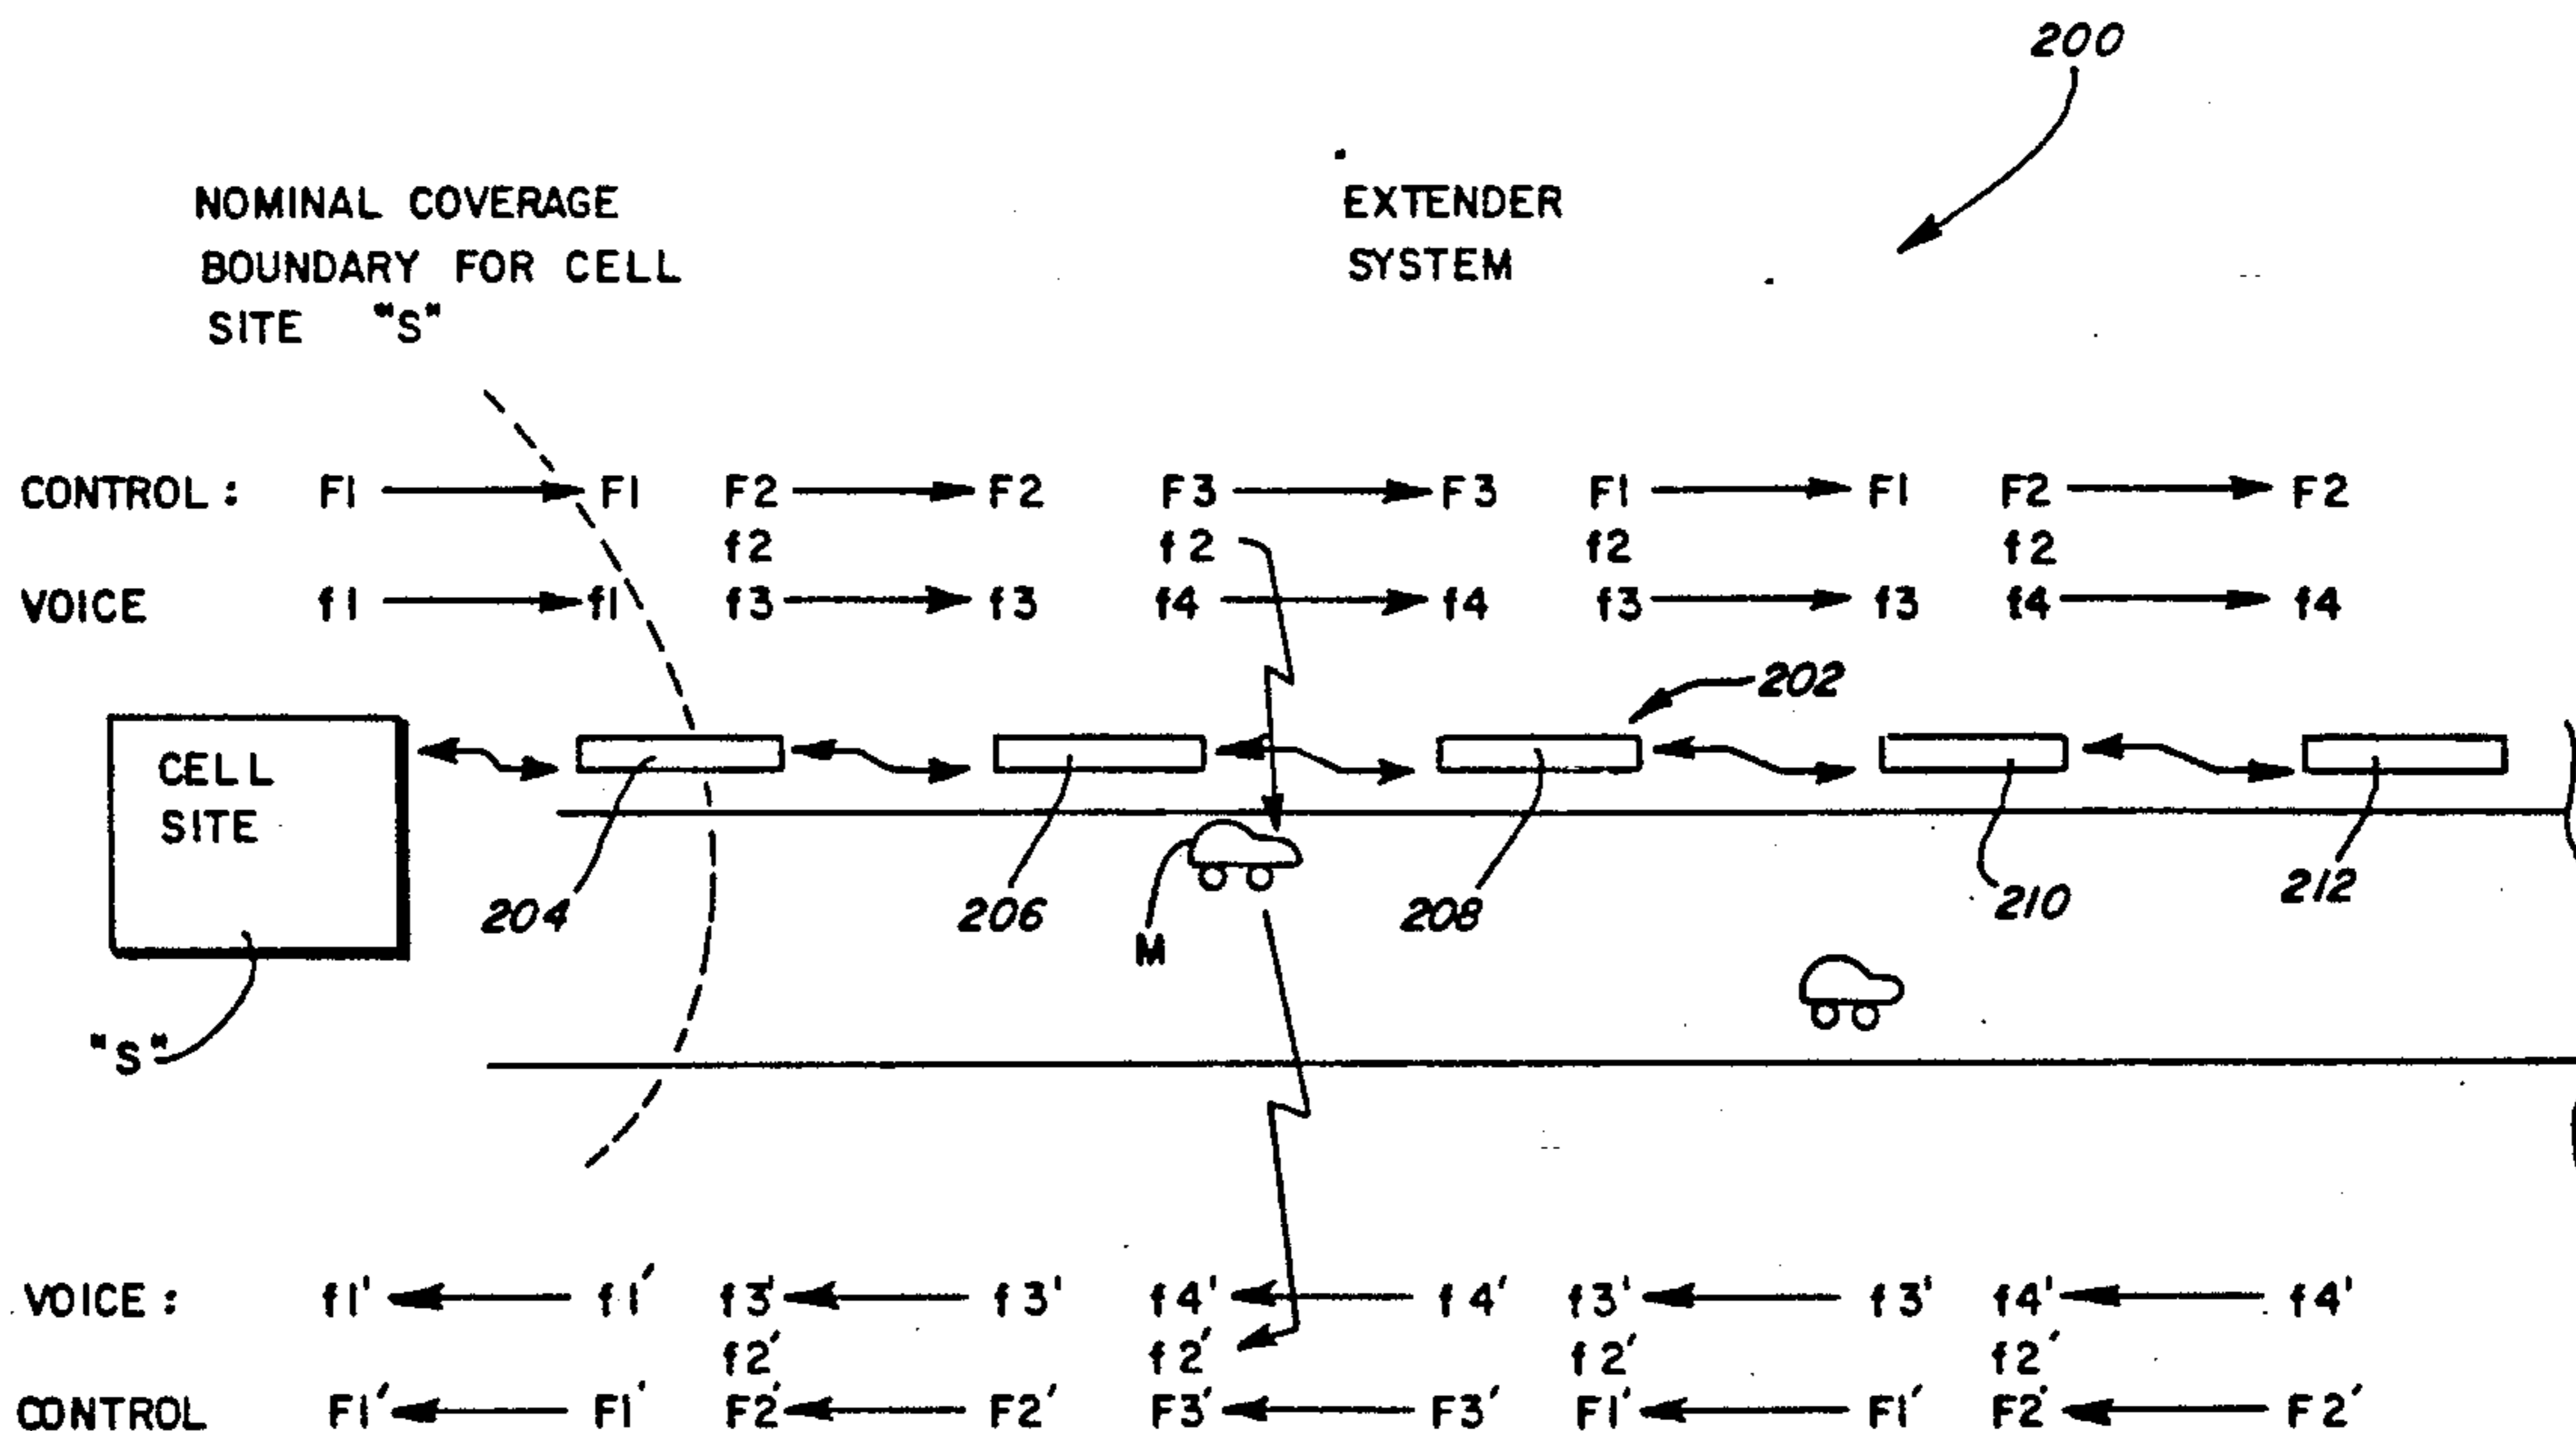 200
NOMINAL COVERAGE
BOUNDARY FOR CELL
SITE "S"
EXTENDER
SYSTEM
CONTROL : F1 F1 F2 F2 F3 F3 F1 F1 F2 F2
f2 f2 f2 f2
VOICE f1 f1 f3 f3 f4 f4 f3 f3 f4 f4
202
CELL
SITE
204 206 M 208 210 212
"S"
VOICE : f1' f1' f3' f3' f4' f4' f3' f3' f4' f4'
f2' f2' f2' f2'
CONTROL F1' F1' F2' F2' F3' F3' F1' F1' F2' F2'